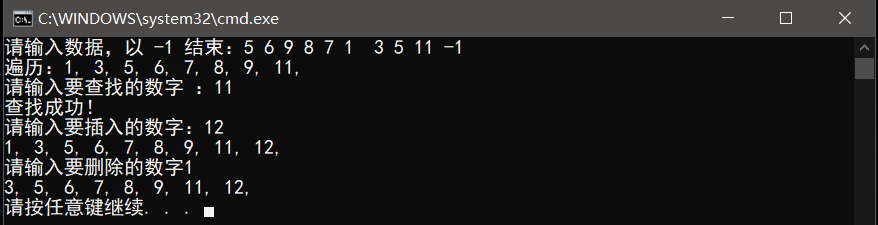 C:\WINDOWS\system32\cmd.exe
请输入数据，以 -1 结束：5 6 9 8 7 1  3 5 11 -1
遍历：1, 3, 5, 6, 7, 8, 9, 11,
请输入要查找的数字 ：11
查找成功！
请输入要插入的数字：12
1, 3, 5, 6, 7, 8, 9, 11, 12,
请输入要删除的数字1
3, 5, 6, 7, 8, 9, 11, 12,
请按任意键继续. . .